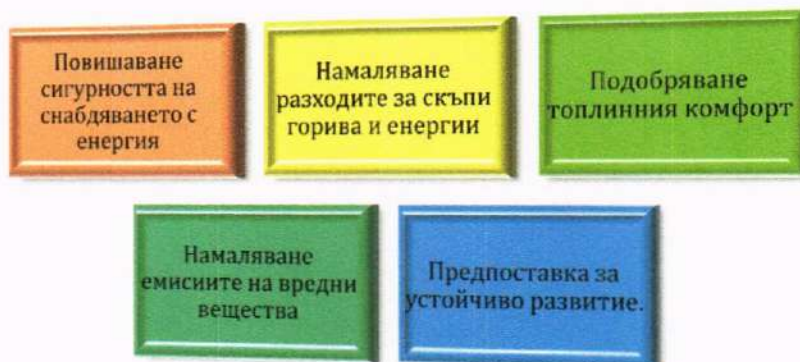 Повишаване
сигурността на
снабдяването с
енергия
Намаляване
разходите за скъпи
горива и енергии
Подобряване
топлинния комфорт
Намаляване
емисиите на вредни
вещества
Предпоставка за
устойчиво развитие.